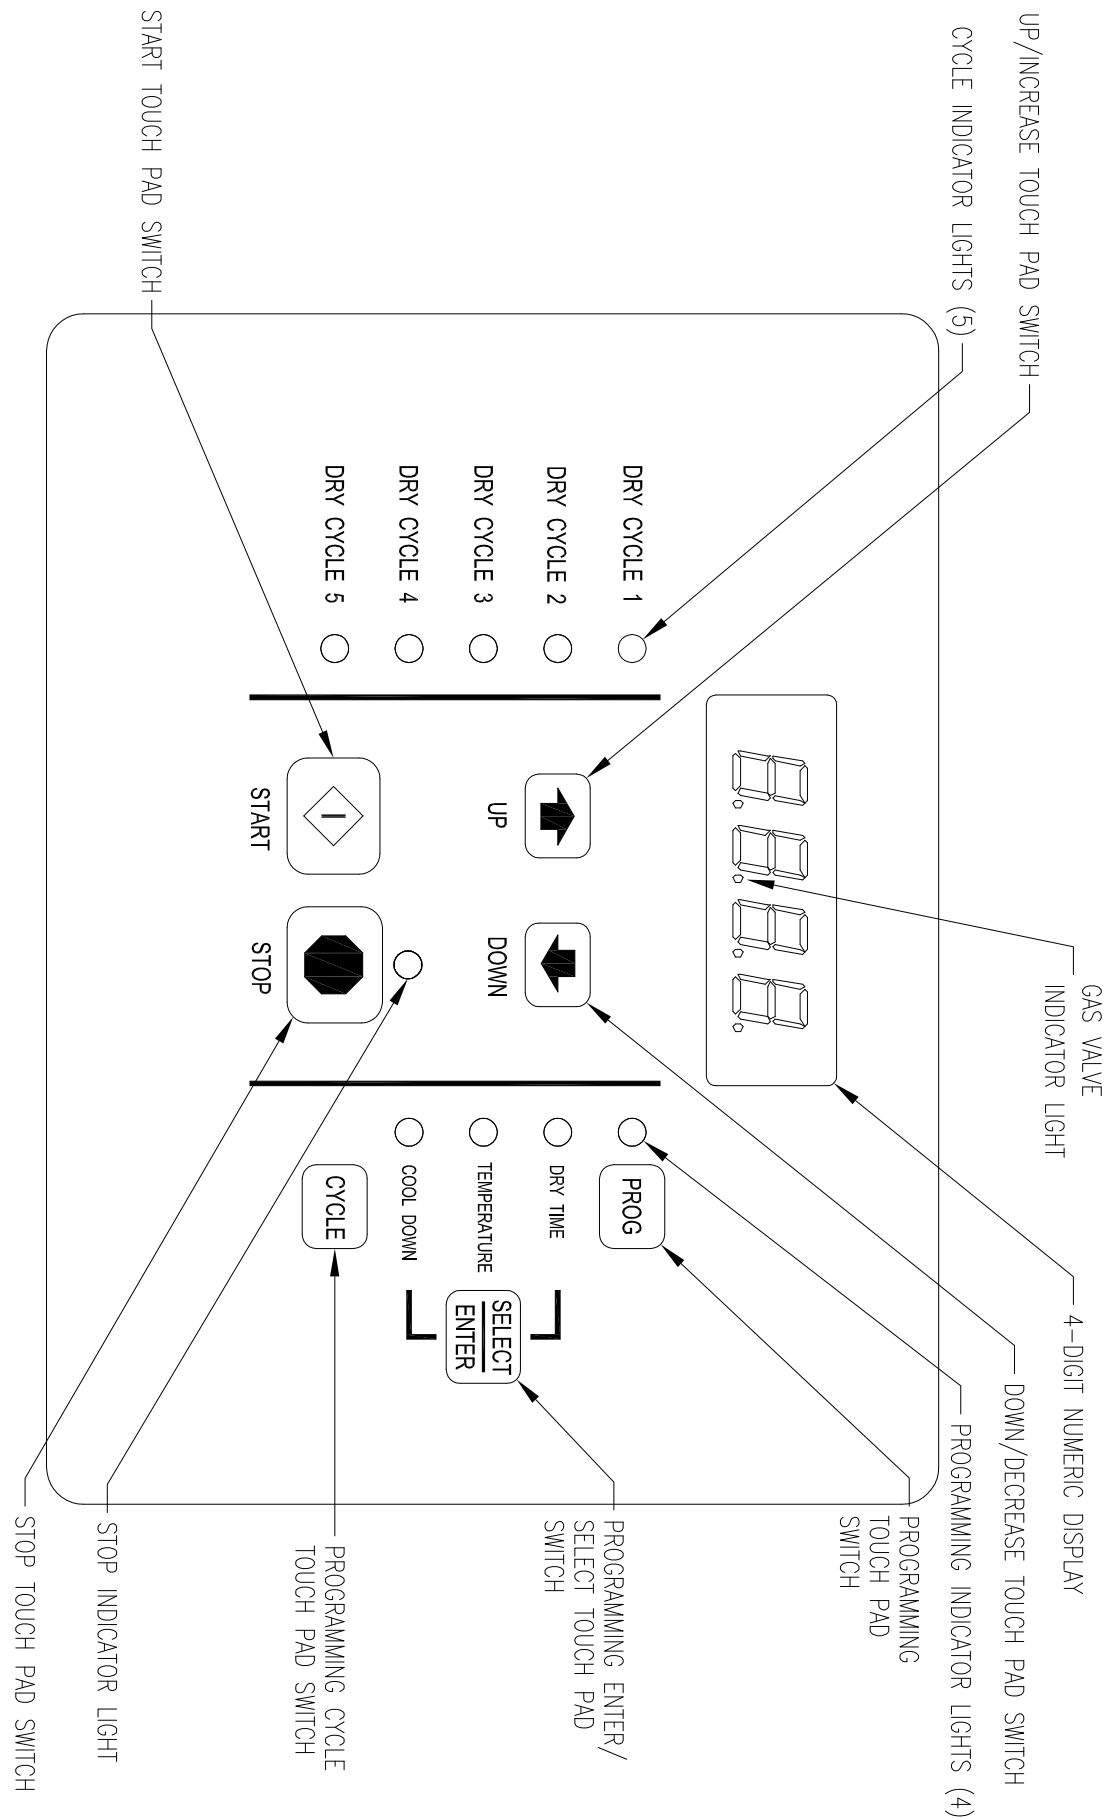 UP/INCREASE TOUCH PAD SWITCH
CYCLE INDICATOR LIGHTS (5)
START TOUCH PAD SWITCH
GAS VALVE
INDICATOR LIGHT
4-DIGIT NUMERIC DISPLAY
DOWN/DECREASE TOUCH PAD SWITCH
PROGRAMMING INDICATOR LIGHTS (4)
PROGRAMMING
TOUCH PAD
SWITCH
PROGRAMMING ENTER/
SELECT TOUCH PAD
SWITCH
PROGRAMMING CYCLE
TOUCH PAD SWITCH
STOP INDICATOR LIGHT
STOP TOUCH PAD SWITCH
DRY CYCLE 1
DRY CYCLE 2
DRY CYCLE 3
DRY CYCLE 4
DRY CYCLE 5
UP
DOWN
START
STOP
PROG
DRY TIME
TEMPERATURE
COOL DOWN
SELECT
ENTER
CYCLE